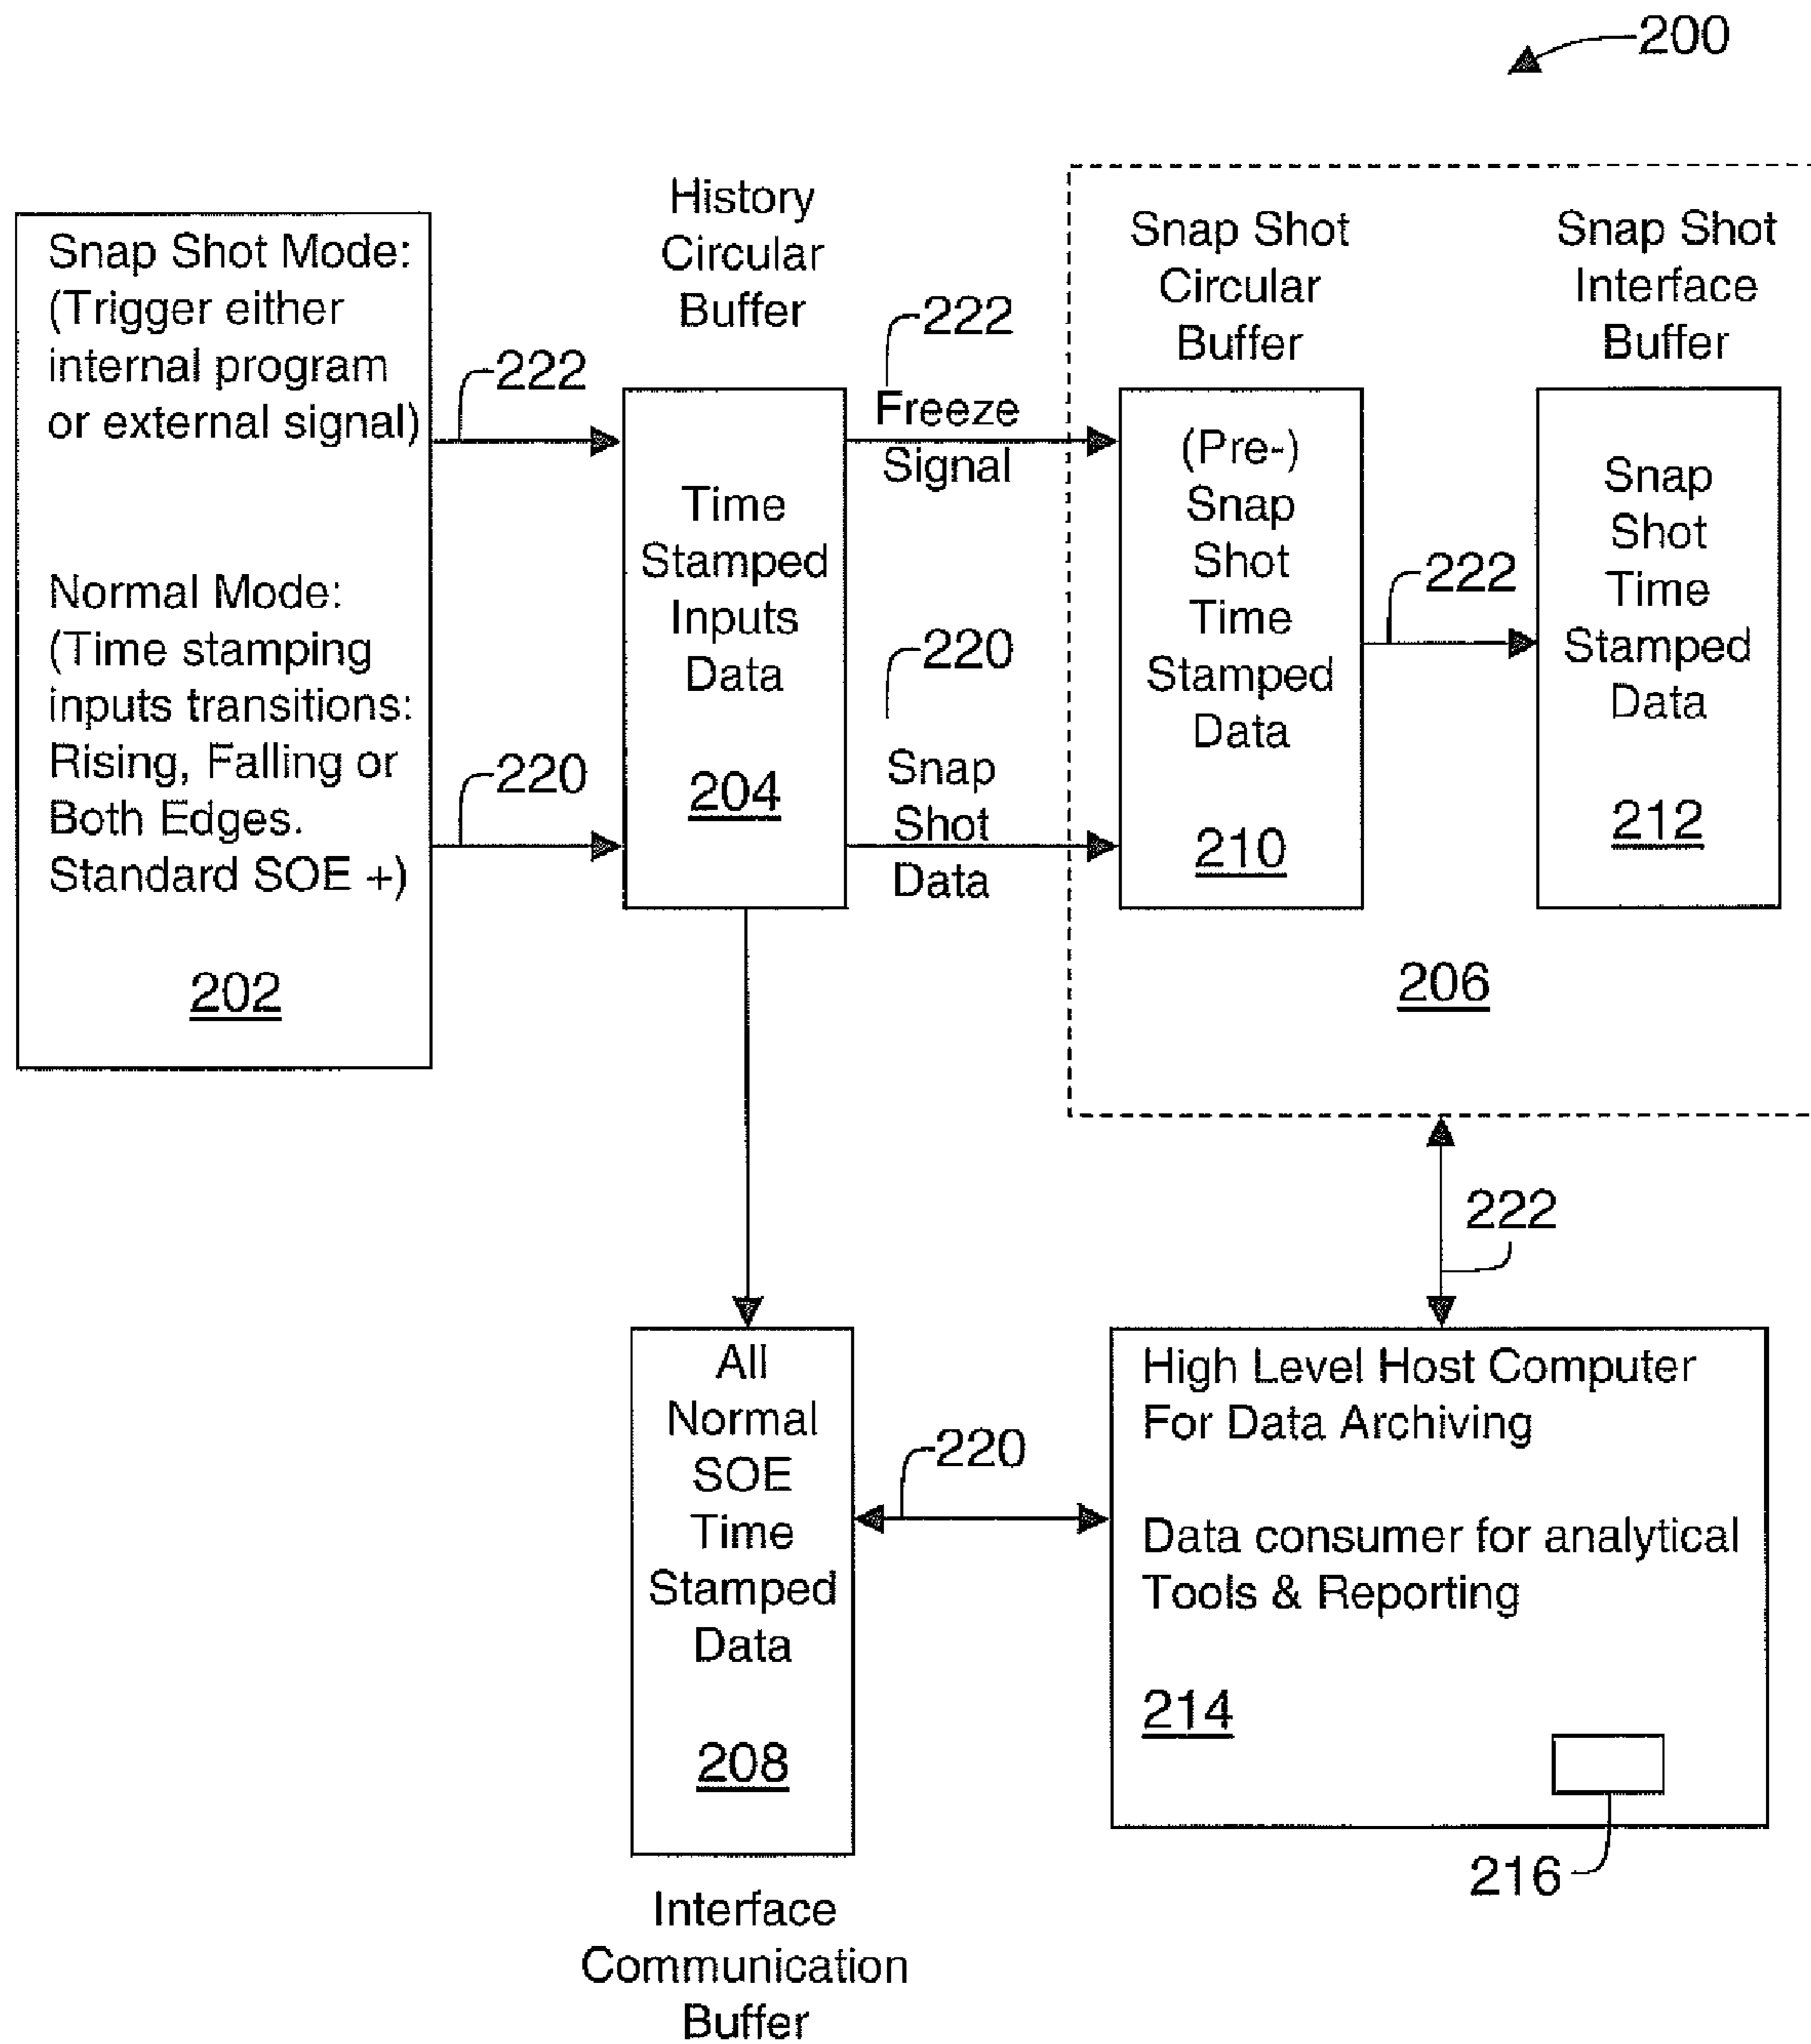 200
Snap Shot Mode:
(Trigger either
internal program
or external signal)
Normal Mode:
(Time stamping
inputs transitions:
Rising, Falling or
Both Edges.
Standard SOE +)
202
222
220
History
Circular
Buffer
Time
Stamped
Inputs
Data
204
222
Freeze
Signal
220
Snap
Shot
Data
Snap Shot
Circular
Buffer
(Pre-)
Snap
Shot
Time
Stamped
Data
210
222
Snap Shot
Interface
Buffer
Snap
Shot
Time
Stamped
Data
212
206
222
All
Normal
SOE
Time
Stamped
Data
208
Interface
Communication
Buffer
220
High Level Host Computer
For Data Archiving
Data consumer for analytical
Tools & Reporting
214
216